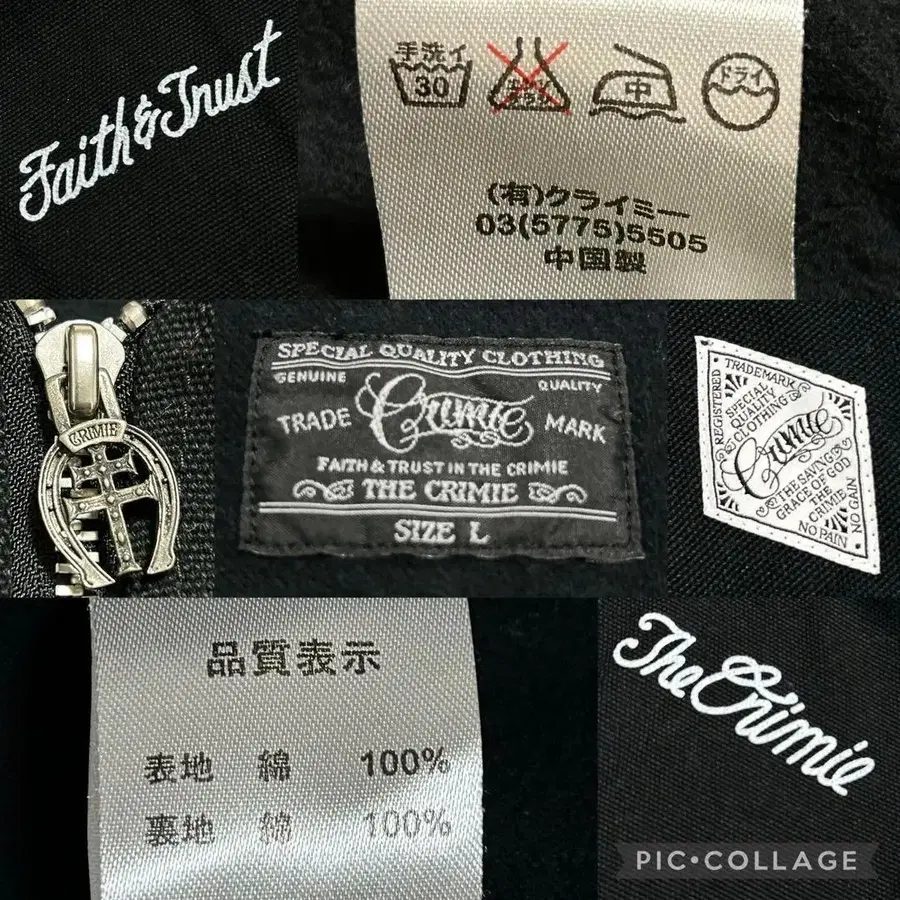 Faith & Trust
手洗イ
30
中
ドライ
(有)クライミー
03(5775)5505
中国製
CRIMIE
SPECIAL QUALITY CLOTHING
GENUINE QUALITY
TRADE Crimie MARK
FAITH & TRUST IN THE CRIMIE
THE CRIMIE
SIZE L
REGISTERED TRADEMARK
SPECIAL
QUALITY
CLOTHING
Crimie
THE SAVING
GRACE OF GOD
THE
CRIMIE
NO PAIN NO GAIN
品質表示
表地 綿 100%
裏地 綿 100%
The Crimie
PIC•COLLAGE